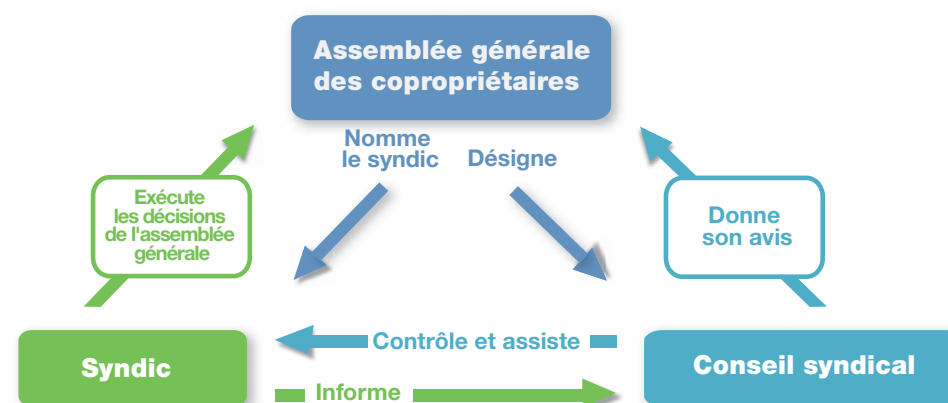 Assemblée générale
des copropriétaires
Nomme
le syndic
Désigne
Exécute
les décisions
de l'assemblée
générale
Donne
son avis
Contrôle et assiste
Syndic
Conseil syndical
Informe